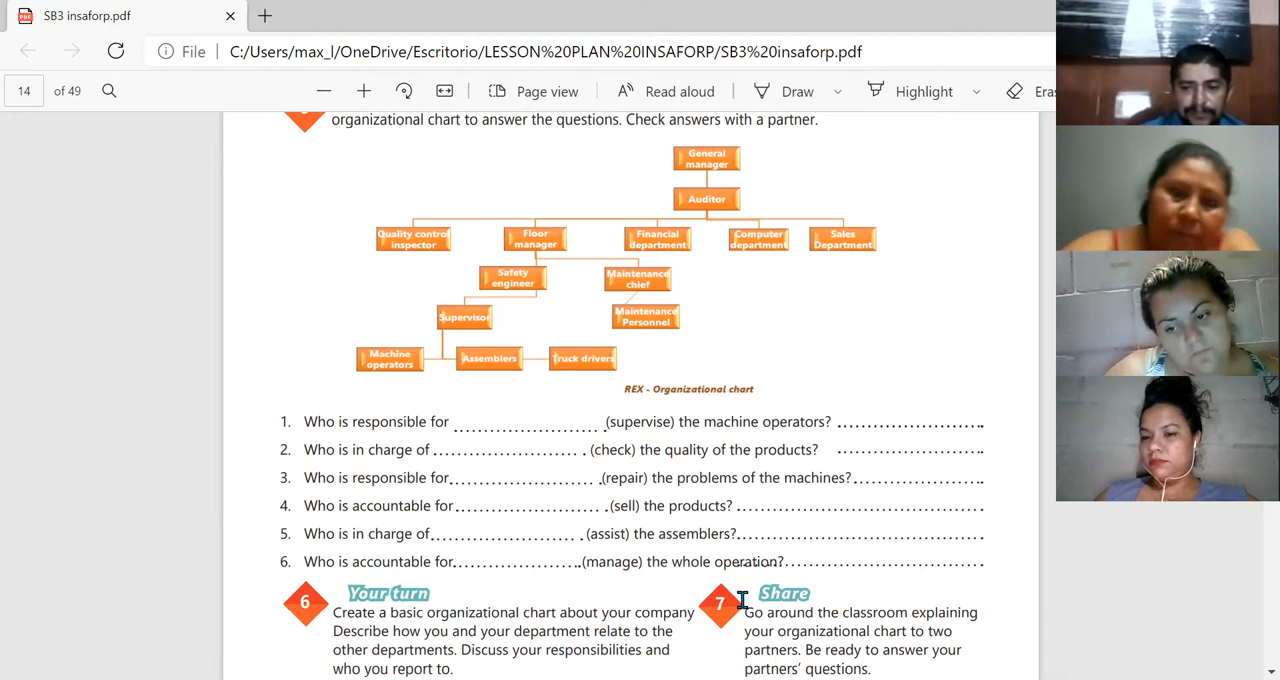 SB3 insaforp.pdf
File
C:/Users/max_l/OneDrive/Escritorio/LESSON%20PLAN%20INSAFORP/SB3%20insaforp.pdf
14 of 49
Page view
Read aloud
Draw
Highlight
Eras
organizational chart to answer the questions. Check answers with a partner.
General manager
Auditor
Quality control inspector
Floor manager
Financial department
Computer department
Sales Department
Safety engineer
Maintenance chief
Supervisor
Maintenance Personnel
Machine operators
Assemblers
Truck drivers
REX - Organizational chart
1. Who is responsible for ............................ (supervise) the machine operators? ............................
2. Who is in charge of ............................ (check) the quality of the products? ............................
3. Who is responsible for............................ (repair) the problems of the machines?............................
4. Who is accountable for............................ (sell) the products? ............................
5. Who is in charge of............................ (assist) the assemblers?............................
6. Who is accountable for............................(manage) the whole operation?............................
6 Your turn
Create a basic organizational chart about your company
Describe how you and your department relate to the
other departments. Discuss your responsibilities and
who you report to.
7 Share
Go around the classroom explaining
your organizational chart to two
partners. Be ready to answer your
partners' questions.